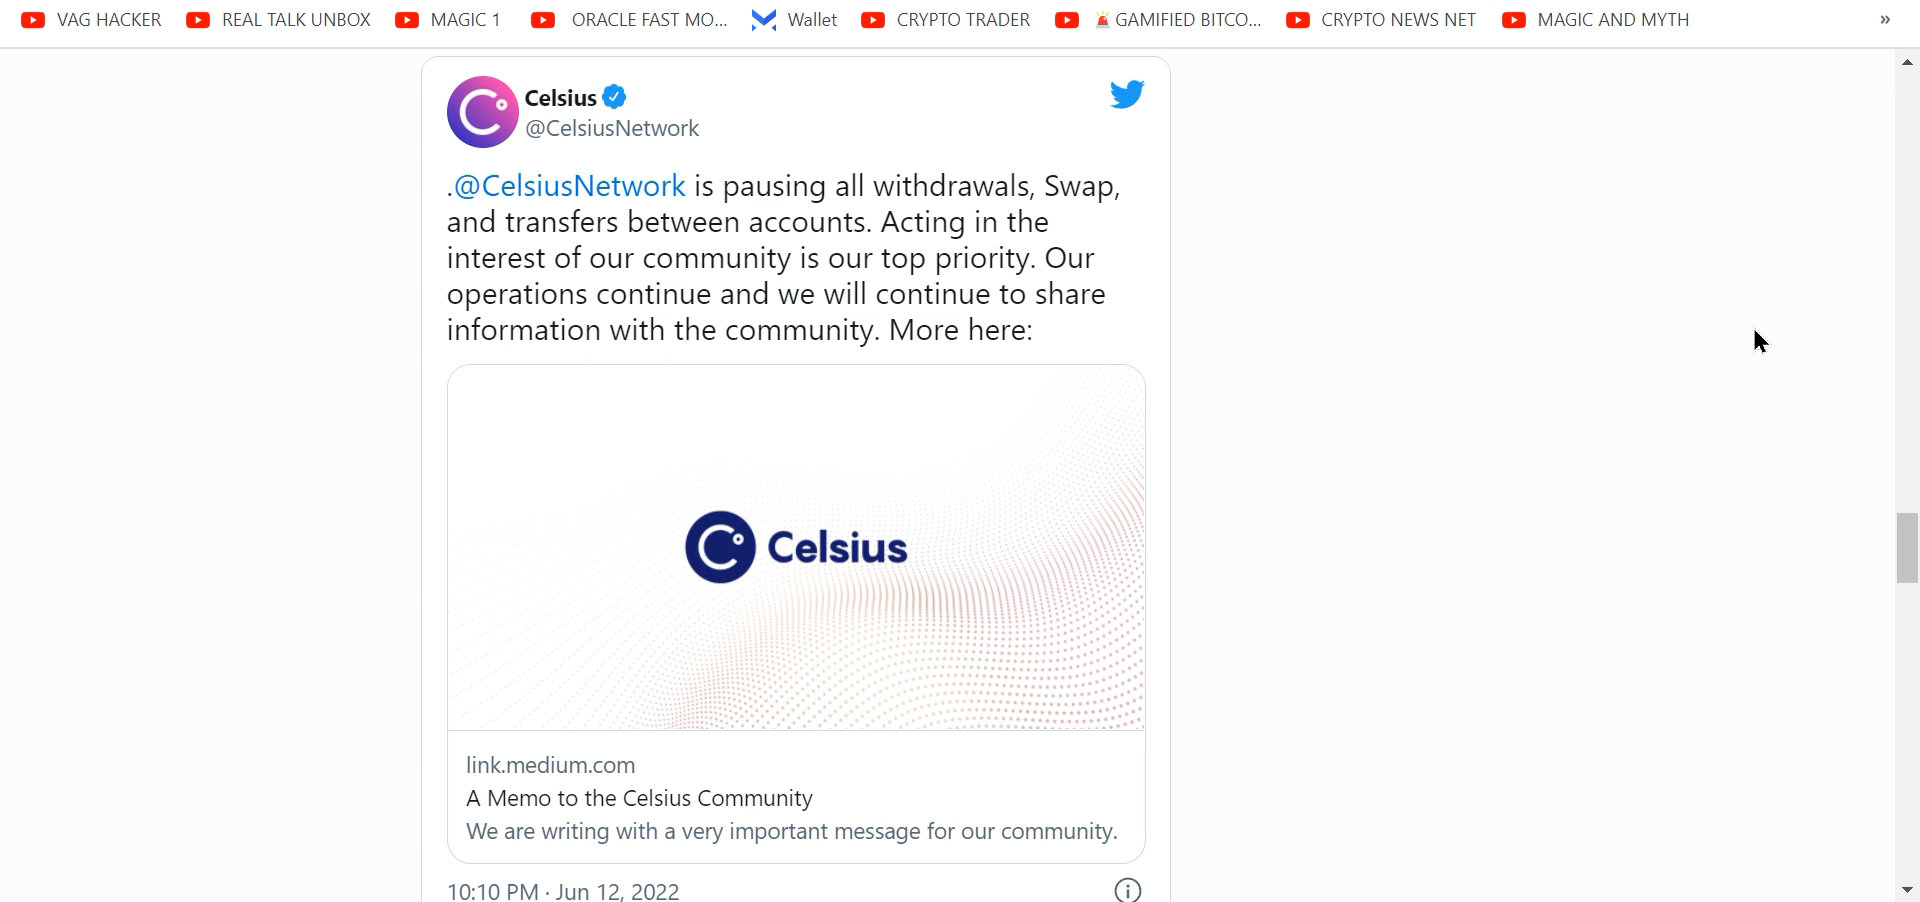 VAG HACKER REAL TALK UNBOX MAGIC 1 ORACLE FAST MO... Wallet CRYPTO TRADER GAMIFIED BITCO... CRYPTO NEWS NET MAGIC AND MYTH »
Celsius
@CelsiusNetwork
.@CelsiusNetwork is pausing all withdrawals, Swap,
and transfers between accounts. Acting in the
interest of our community is our top priority. Our
operations continue and we will continue to share
information with the community. More here:
Celsius
link.medium.com
A Memo to the Celsius Community
We are writing with a very important message for our community.
10:10 PM · Jun 12, 2022